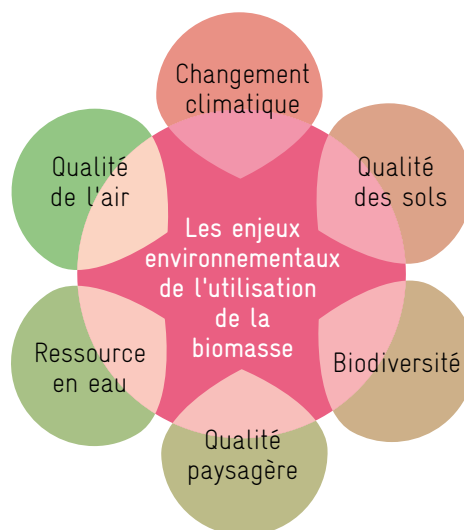 Changement
climatique
Qualité
de l'air
Qualité
des sols
Les enjeux
environnementaux
de l'utilisation
de la
biomasse
Ressource
en eau
Biodiversité
Qualité
paysagère